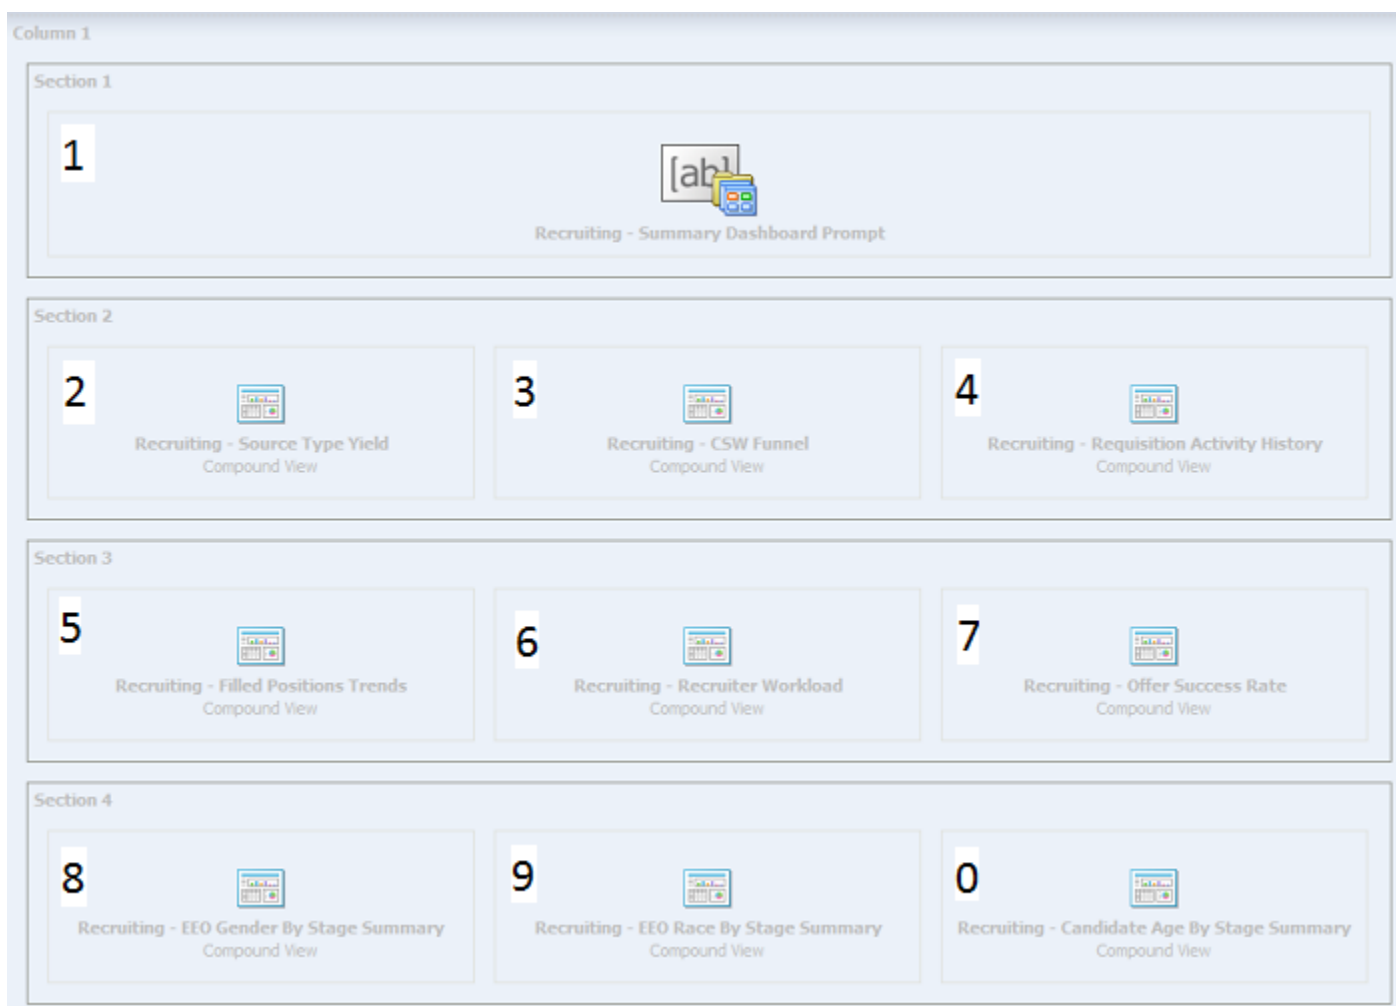 Column 1
Section 1
1
[ab]
Recruiting - Summary Dashboard Prompt
Section 2
2
Recruiting - Source Type Yield
Compound View
3
Recruiting - CSW Funnel
Compound View
4
Recruiting - Requisition Activity History
Compound View
Section 3
5
Recruiting - Filled Positions Trends
Compound View
6
Recruiting - Recruiter Workload
Compound View
7
Recruiting - Offer Success Rate
Compound View
Section 4
8
Recruiting - EEO Gender By Stage Summary
Compound View
9
Recruiting - EEO Race By Stage Summary
Compound View
0
Recruiting - Candidate Age By Stage Summary
Compound View